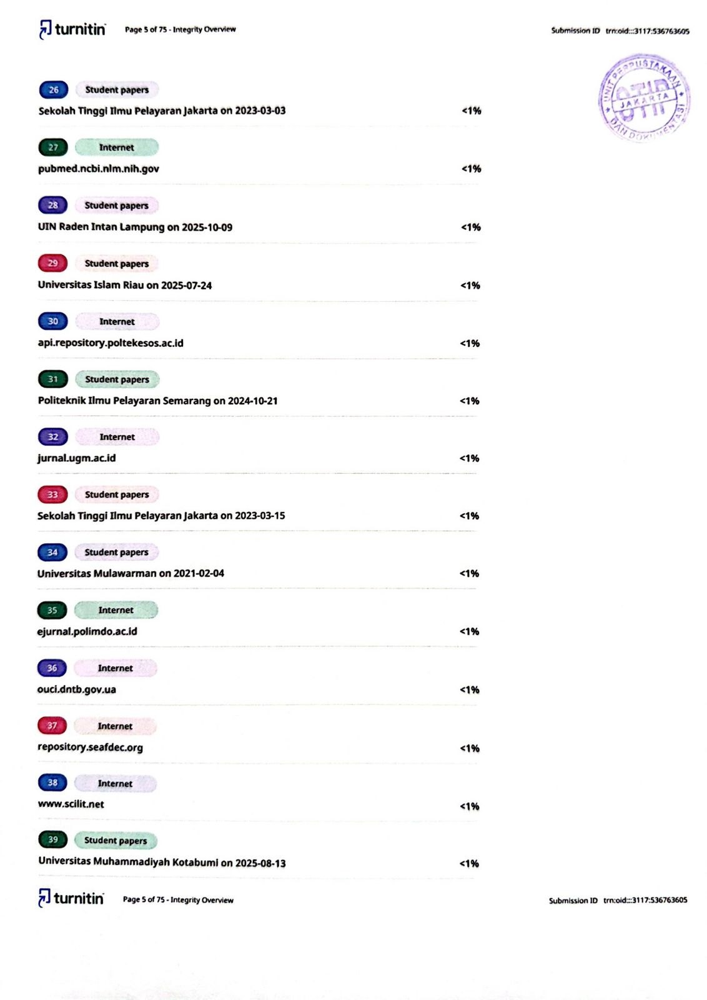 turnitin Page 5 of 75 - Integrity Overview Submission ID trn:oid:::3117:536763605
UNIT PERPUSTAKAAN
STIP
JAKARTA
DAN DOKUMENTASI
26 Student papers
Sekolah Tinggi Ilmu Pelayaran Jakarta on 2023-03-03 <1%
27 Internet
pubmed.ncbi.nlm.nih.gov <1%
28 Student papers
UIN Raden Intan Lampung on 2025-10-09 <1%
29 Student papers
Universitas Islam Riau on 2025-07-24 <1%
30 Internet
api.repository.poltekesos.ac.id <1%
31 Student papers
Politeknik Ilmu Pelayaran Semarang on 2024-10-21 <1%
32 Internet
jurnal.ugm.ac.id <1%
33 Student papers
Sekolah Tinggi Ilmu Pelayaran Jakarta on 2023-03-15 <1%
34 Student papers
Universitas Mulawarman on 2021-02-04 <1%
35 Internet
ejurnal.polimdo.ac.id <1%
36 Internet
ouci.dntb.gov.ua <1%
37 Internet
repository.seafdec.org <1%
38 Internet
www.scilit.net <1%
39 Student papers
Universitas Muhammadiyah Kotabumi on 2025-08-13 <1%
turnitin Page 5 of 75 - Integrity Overview Submission ID trn:oid:::3117:536763605